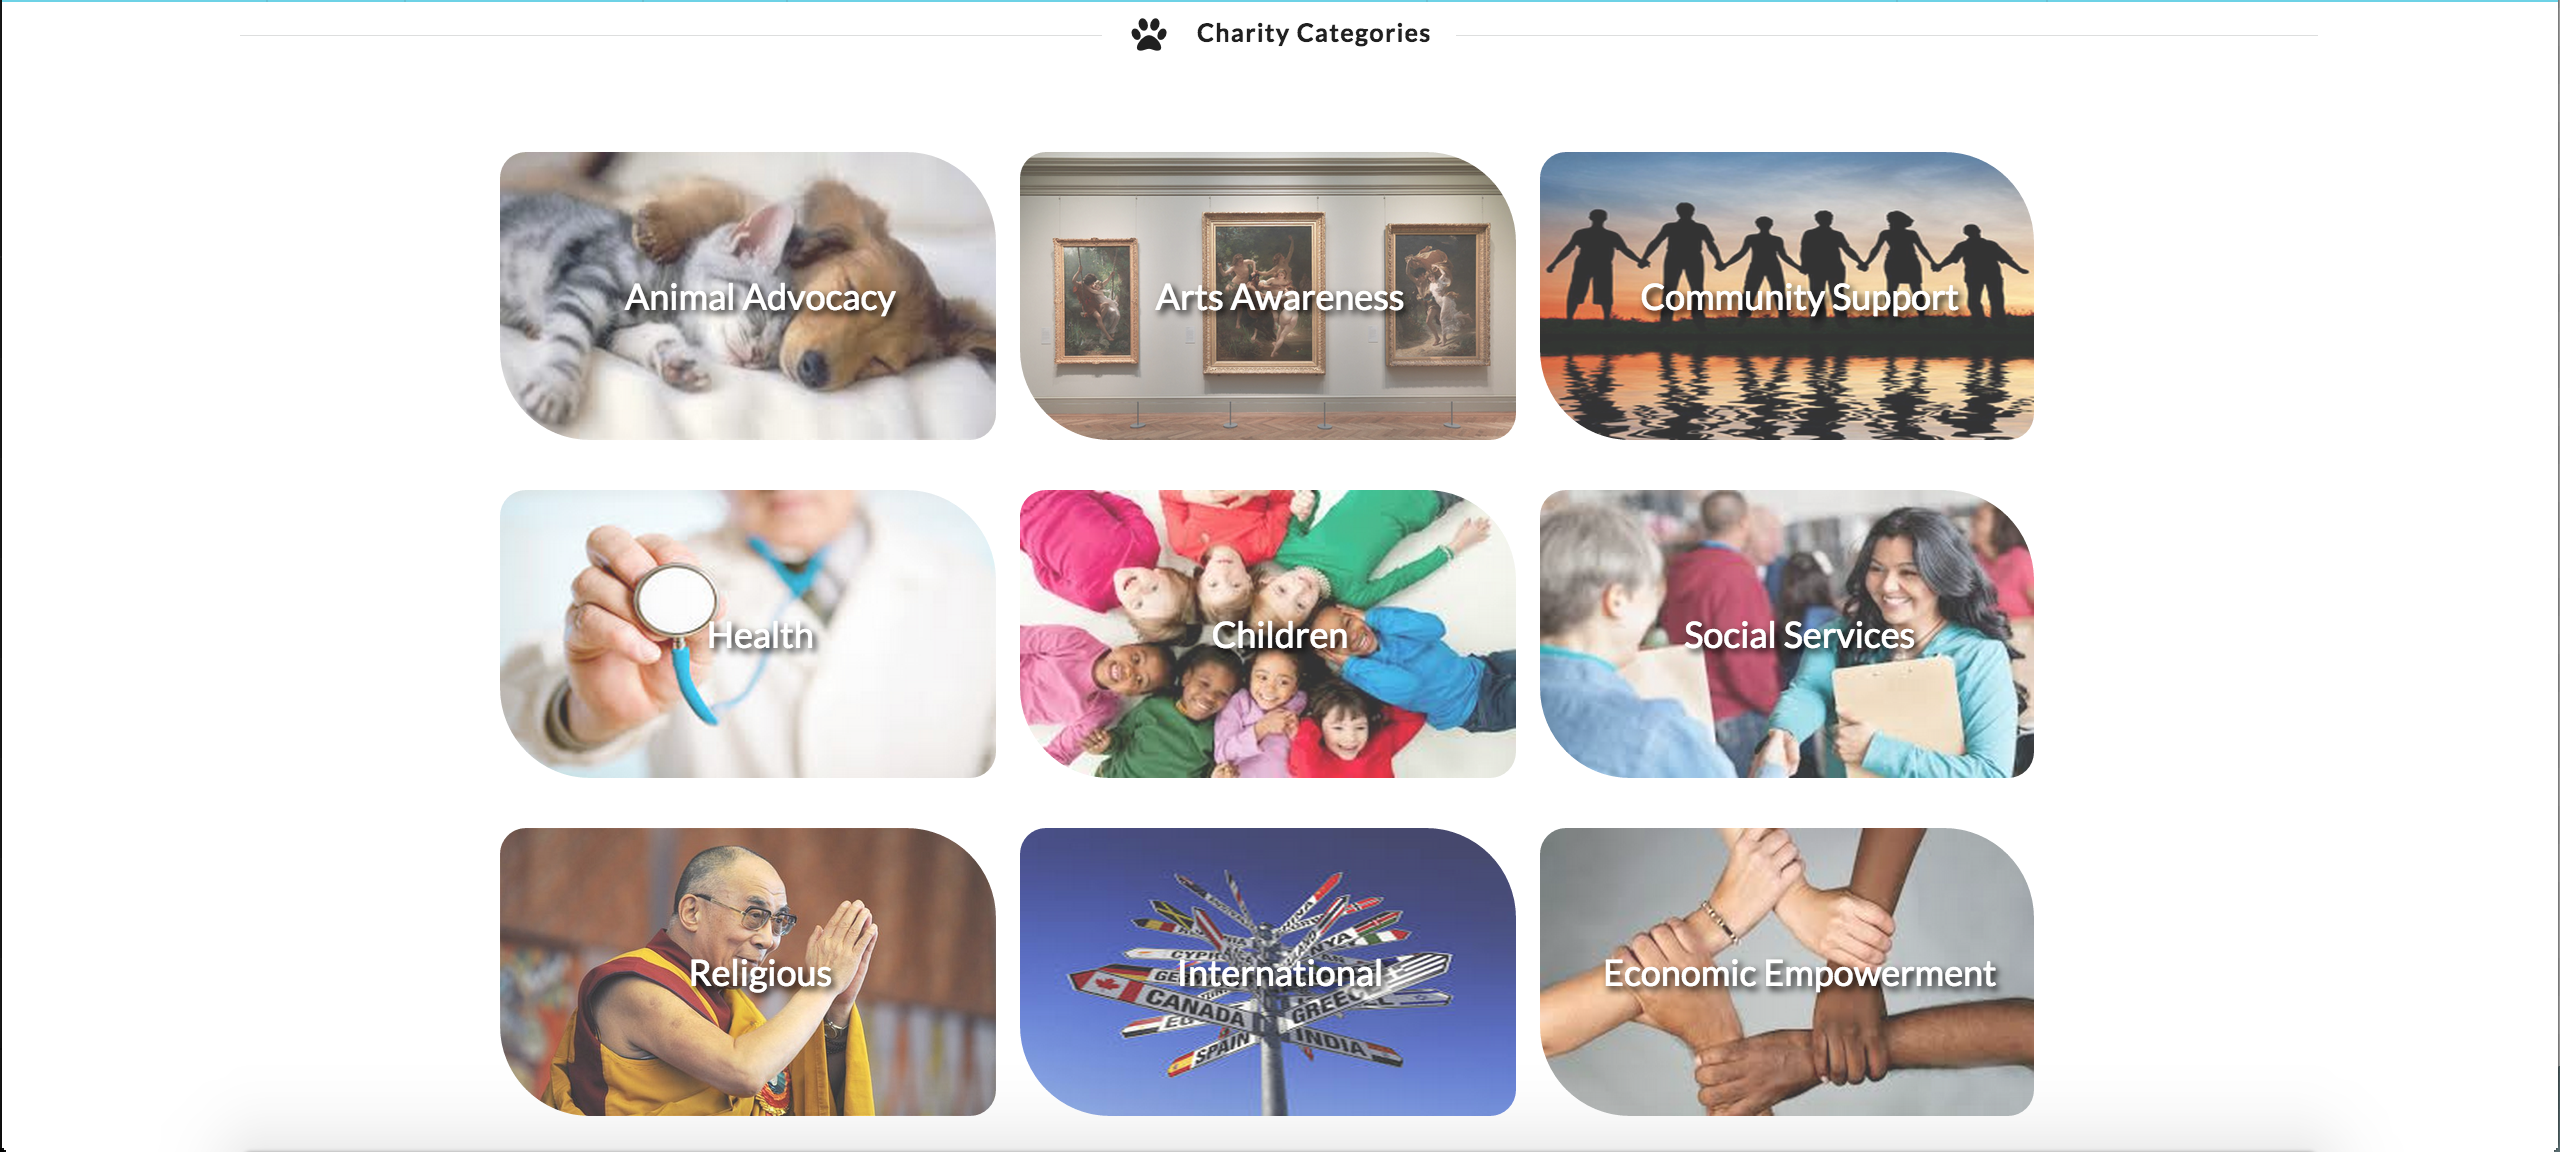 Charity Categories
Animal Advocacy
Arts Awareness
Community Support
Health
Children
Social Services
Religious
International
CANADA
GREECE
SPAIN
INDIA
Economic Empowerment